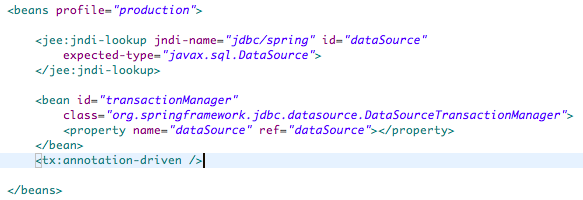 <beans profile="production">
<jee:jndi-lookup jndi-name="jdbc/spring" id="dataSource"
expected-type="javax.sql.DataSource">
</jee:jndi-lookup>
<bean id="transactionManager"
class="org.springframework.jdbc.datasource.DataSourceTransactionManager">
<property name="dataSource" ref="dataSource"></property>
</bean>
<tx:annotation-driven />
</beans>